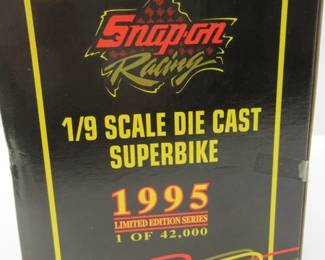 Snap-on
Racing
1/9 SCALE DIE CAST
SUPERBIKE
1995
LIMITED EDITION SERIES
1 OF 42,000